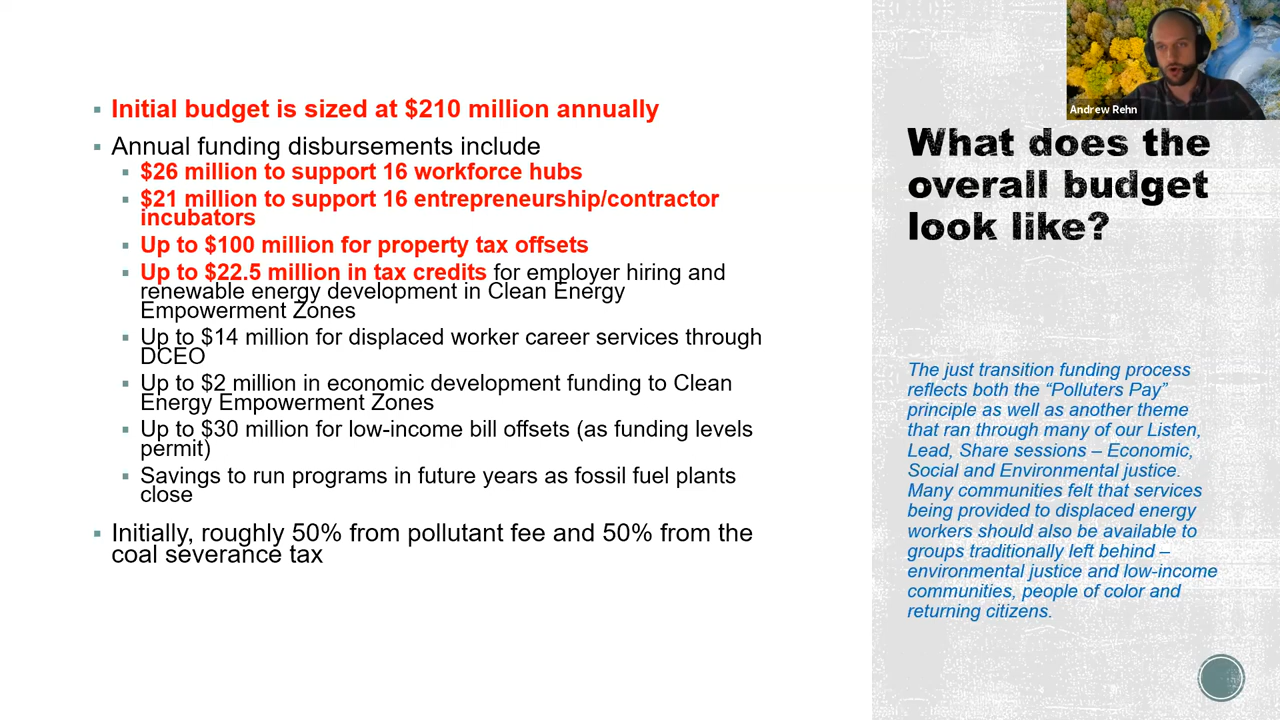 Initial budget is sized at $210 million annually
Annual funding disbursements include
$26 million to support 16 workforce hubs
$21 million to support 16 entrepreneurship/contractor
incubators
Up to $100 million for property tax offsets
Up to $22.5 million in tax credits for employer hiring and
renewable energy development in Clean Energy
Empowerment Zones
Up to $14 million for displaced worker career services through
DCEO
Up to $2 million in economic development funding to Clean
Energy Empowerment Zones
Up to $30 million for low-income bill offsets (as funding levels
permit)
Savings to run programs in future years as fossil fuel plants
close
Initially, roughly 50% from pollutant fee and 50% from the
coal severance tax
Andrew Rehn
What does the
overall budget
look like?
The just transition funding process
reflects both the “Polluters Pay”
principle as well as another theme
that ran through many of our Listen,
Lead, Share sessions – Economic,
Social and Environmental justice.
Many communities felt that services
being provided to displaced energy
workers should also be available to
groups traditionally left behind –
environmental justice and low-income
communities, people of color and
returning citizens.